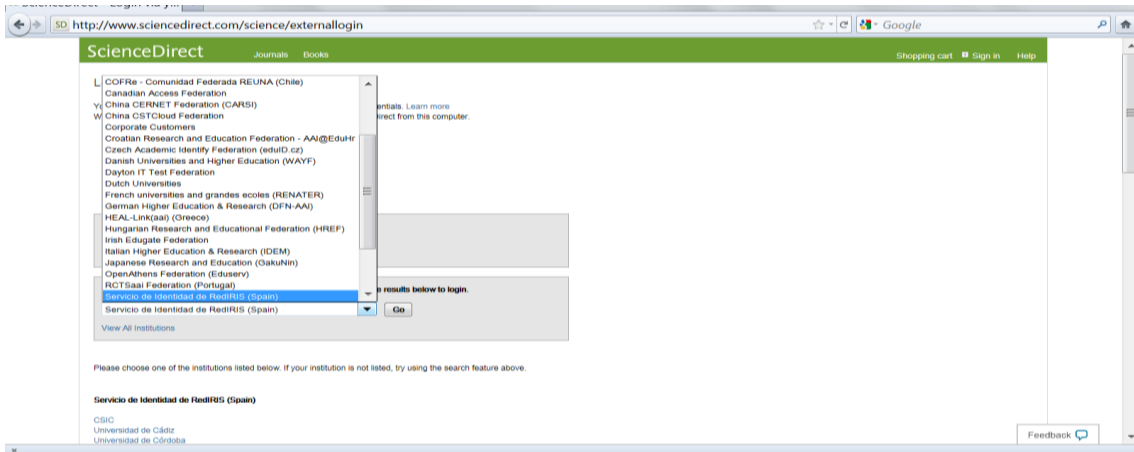 http://www.sciencedirect.com/science/externallogin
Google
ScienceDirect Journals Books Shopping cart Sign in Help
L
COFRe - Comunidad Federada REUNA (Chile)
Canadian Access Federation
entials. Learn more
China CERNET Federation (CARSI)
irect from this computer.
China CSTCloud Federation
Corporate Customers
Croatian Research and Education Federation - AAI@EduHr
Czech Academic Identify Federation (eduID.cz)
Danish Universities and Higher Education (WAYF)
Dayton IT Test Federation
Dutch Universities
French universities and grandes ecoles (RENATER)
German Higher Education & Research (DFN-AAI)
HEAL-Link(aai) (Greece)
Hungarian Research and Educational Federation (HREF)
Irish Edugate Federation
Italian Higher Education & Research (IDEM)
Japanese Research and Education (GakuNin)
OpenAthens Federation (Eduserv)
RCTSaai Federation (Portugal)
e results below to login.
Servicio de Identidad de RedIRIS (Spain)
Servicio de Identidad de RedIRIS (Spain) Go
View All Institutions
Please choose one of the institutions listed below. If your institution is not listed, try using the search feature above.
Servicio de Identidad de RedIRIS (Spain)
CSIC
Universidad de Cádiz
Universidad de Córdoba
Feedback